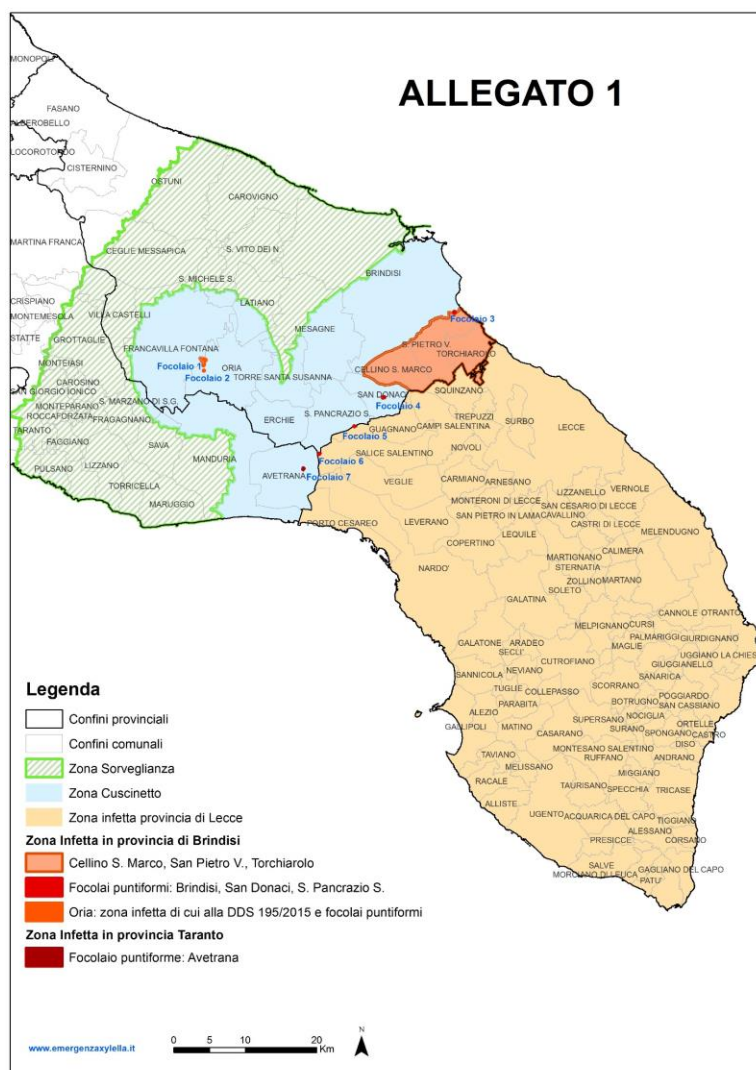 ALLEGATO 1
MONOPOLI
FASANO
ALBEROBELLO
LOCOROTONDO
CISTERNINO
OSTUNI
CAROVIGNO
MARTINA FRANCA
CEGLIE MESSAPICA
S. VITO DEI N.
BRINDISI
S. MICHELE S.
CRISPIANO
LATIANO
MONTEMESOLA
VILLA CASTELLI
MESAGNE
Focolaio 3
STATTE
GROTTAGLIE
FRANCAVILLA FONTANA
S. PIETRO V.
TORCHIAROLO
MONTEIASI
Focolaio 1
ORIA
CELLINO S. MARCO
Focolaio 2
TORRE SANTA SUSANNA
CAROSINO
SAN GIORGIO IONICO
S. MARZANO DI S.G.
SAN DONACI
SQUINZANO
MONTEPARANO
Focolaio 4
ROCCAFORZATA
FRAGAGNANO
ERCHIE
S. PANCRAZIO S.
TREPUZZI
SURBO
LECCE
TARANTO
GUAGNANO
CAMPI SALENTINA
FAGGIANO
SAVA
Focolaio 5
NOVOLI
MANDURIA
SALICE SALENTINO
Focolaio 6
PULSANO
LIZZANO
AVETRANA
Focolaio 7
VEGLIE
CARMIANO
ARNESANO
TORRICELLA
LIZZANELLO
VERNOLE
MONTERONI DI LECCE
MARUGGIO
SAN CESARIO DI LECCE
SAN PIETRO IN LAMA
CAVALLINO
PORTO CESAREO
LEVERANO
CASTRI DI LECCE
LEQUILE
MELENDUGNO
COPERTINO
CALIMERA
MARTIGNANO
NARDO'
STERNATIA
ZOLLINO
MARTANO
SOLETO
GALATINA
CANNOLE
OTRANTO
MELPIGNANO
CURSI
PALMARIGGI
GIURDIGNANO
GALATONE
ARADEO
MAGLIE
SECLI'
UGGIANO LA CHIES
CUTROFIANO
GIUGGIANELLO
NEVIANO
SANNICOLA
SANARICA
TUGLIE
COLLEPASSO
SCORRANO
POGGIARDO
PARABITA
BOTRUGNO
SAN CASSIANO
ALEZIO
NOCIGLIA
SUPERSANO
ORTELLE
GALLIPOLI
MATINO
SURANO
CASARANO
SPONGANO
CASTRO
DISO
TAVIANO
MONTESANO SALENTINO
RUFFANO
ANDRANO
MELISSANO
MIGGIANO
RACALE
TAURISANO
SPECCHIA
TRICASE
ALLISTE
UGENTO
ACQUARICA DEL CAPO
TIGGIANO
ALESSANO
PRESICCE
CORSANO
SALVE
GAGLIANO DEL CAPO
MORCIANO DI LEUCA
PATU'
Legenda
Confini provinciali
Confini comunali
Zona Sorveglianza
Zona Cuscinetto
Zona infetta provincia di Lecce
Zona Infetta in provincia di Brindisi
Cellino S. Marco, San Pietro V., Torchiarolo
Focolai puntiformi: Brindisi, San Donaci, S. Pancrazio S.
Oria: zona infetta di cui alla DDS 195/2015 e focolai puntiformi
Zona Infetta in provincia Taranto
Focolaio puntiforme: Avetrana
www.emergenzaxylella.it
0 5 10 20
Km
N